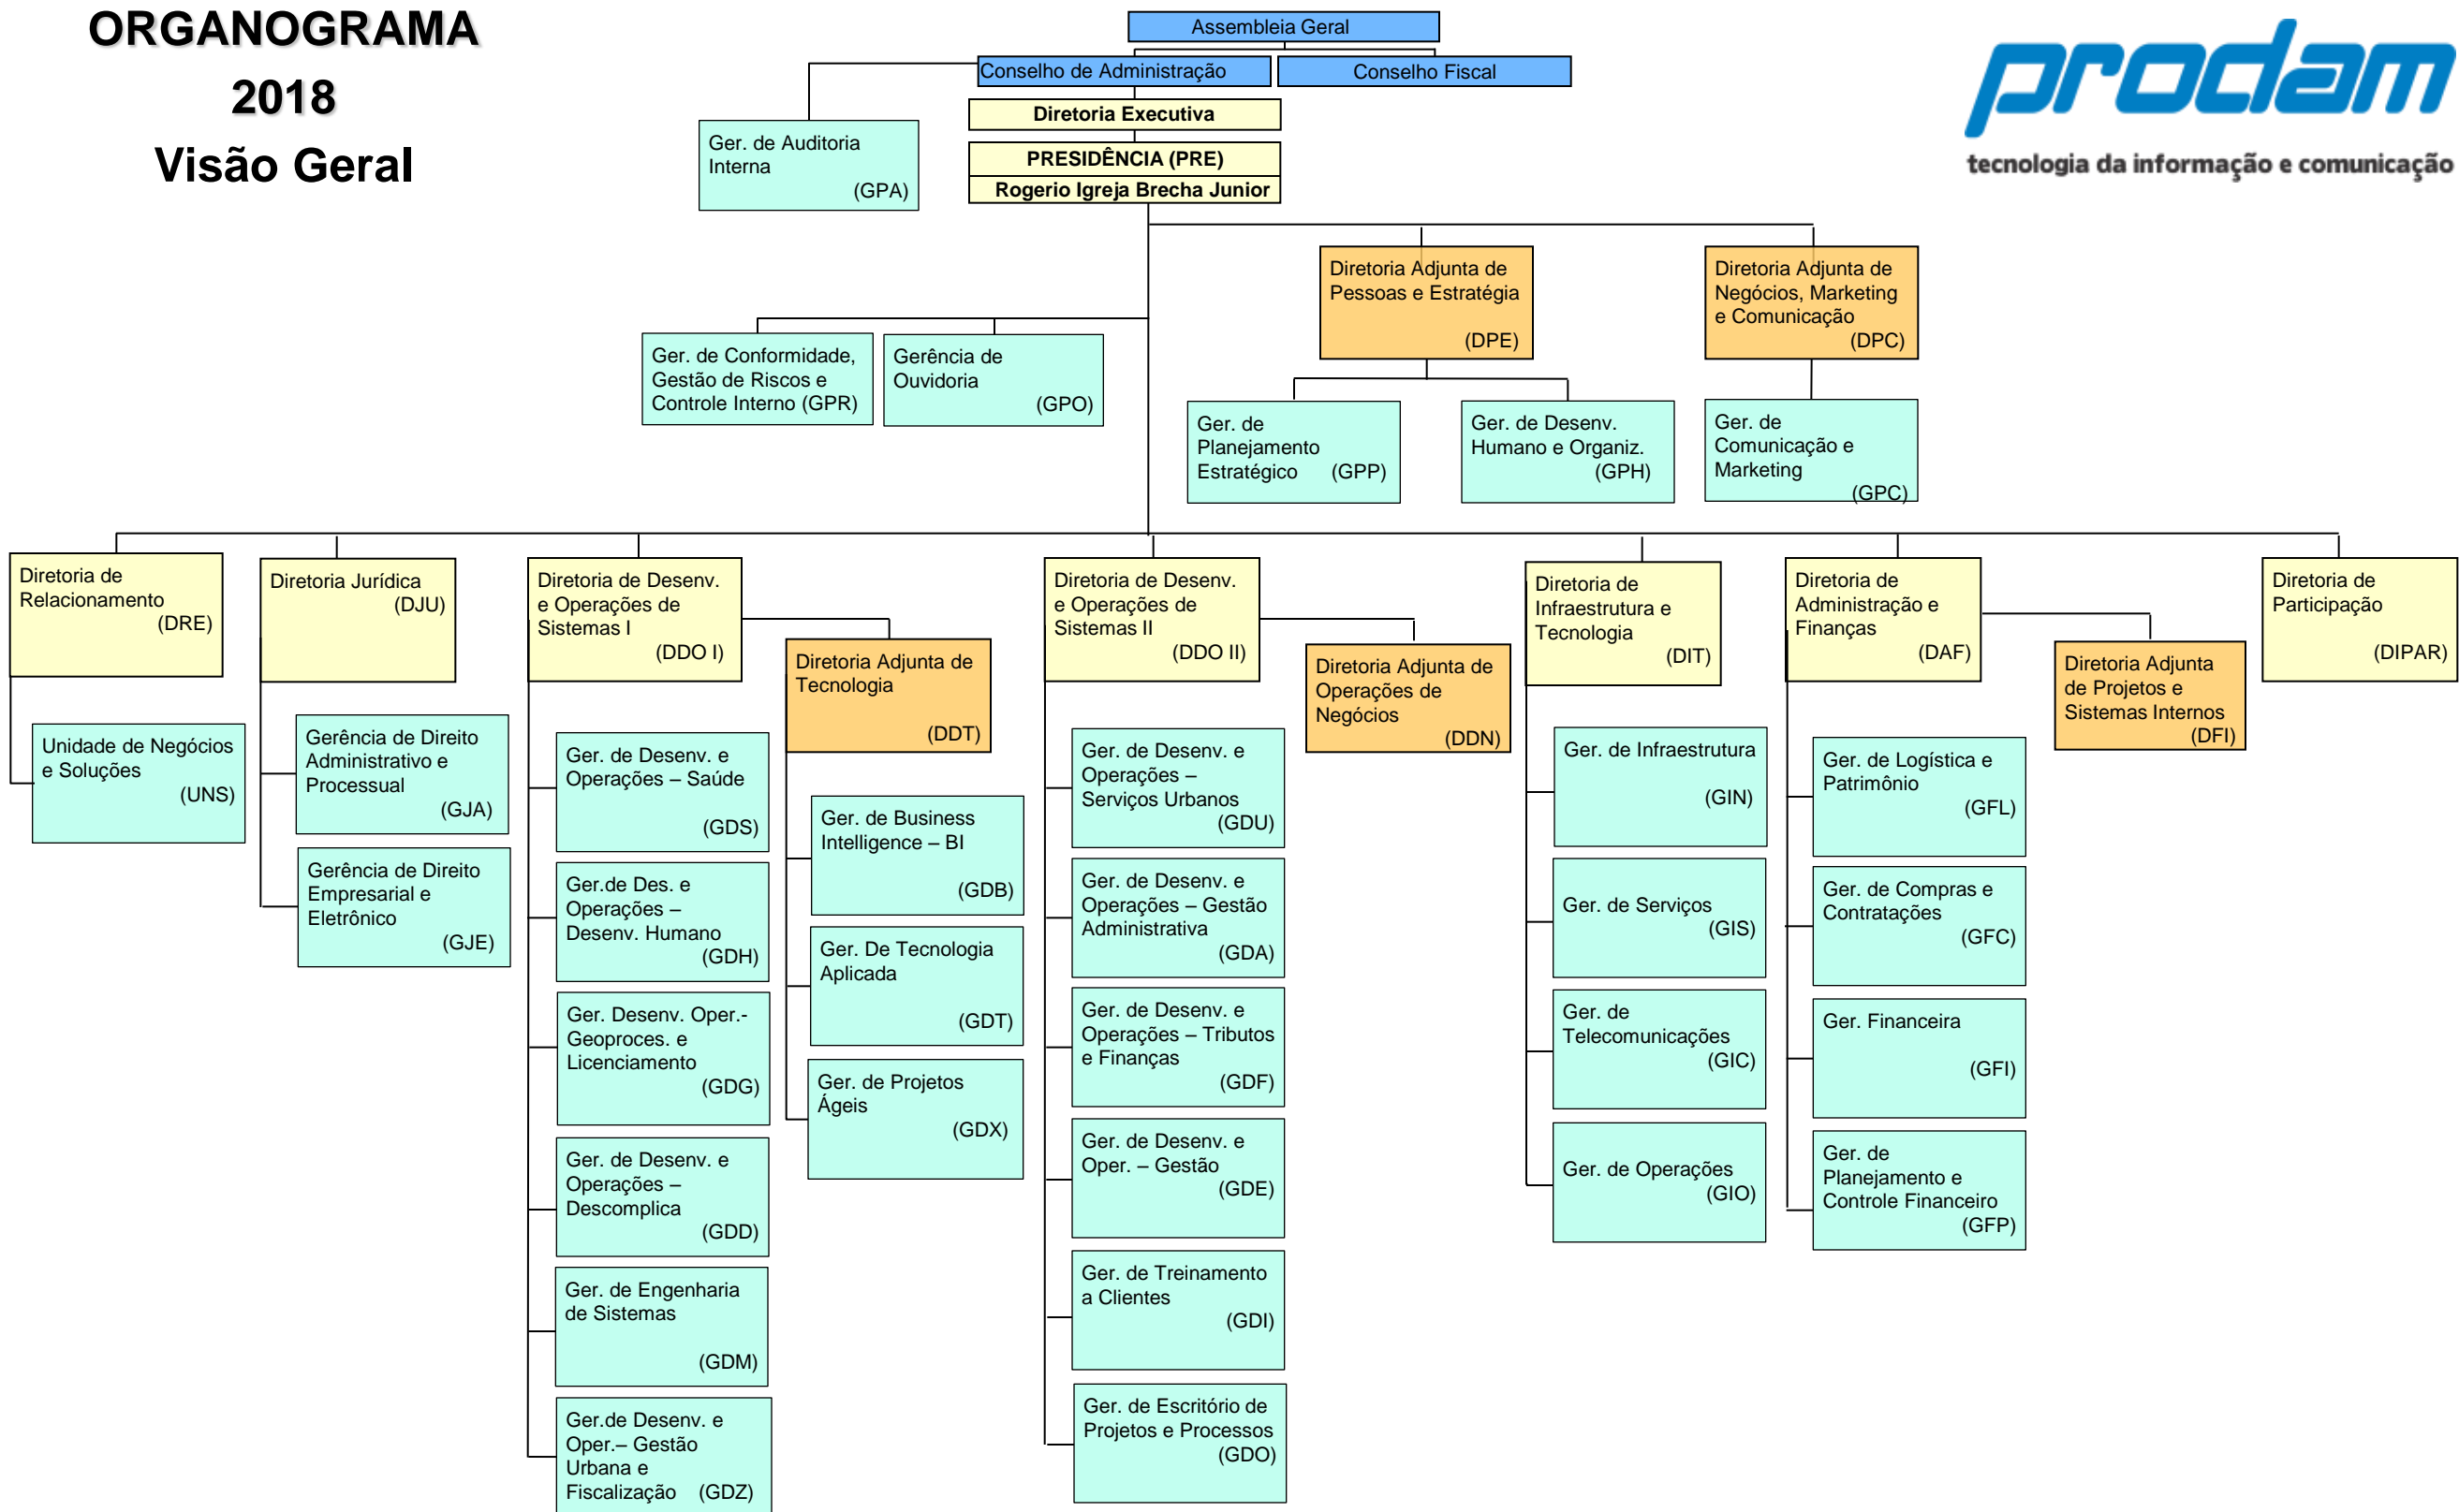 ORGANOGRAMA
2018
Visão Geral
prodam
tecnologia da informação e comunicação
Assembleia Geral
Conselho de Administração
Conselho Fiscal
Diretoria Executiva
PRESIDÊNCIA (PRE)
Rogerio Igreja Brecha Junior
Ger. de Auditoria
Interna
(GPA)
Diretoria Adjunta de
Pessoas e Estratégia
(DPE)
Diretoria Adjunta de
Negócios, Marketing
e Comunicação
(DPC)
Ger. de Conformidade,
Gestão de Riscos e
Controle Interno (GPR)
Gerência de
Ouvidoria
(GPO)
Ger. de
Planejamento
Estratégico (GPP)
Ger. de Desenv.
Humano e Organiz.
(GPH)
Ger. de
Comunicação e
Marketing
(GPC)
Diretoria de
Relacionamento
(DRE)
Unidade de Negócios
e Soluções
(UNS)
Diretoria Jurídica
(DJU)
Gerência de Direito
Administrativo e
Processual
(GJA)
Gerência de Direito
Empresarial e
Eletrônico
(GJE)
Diretoria de Desenv.
e Operações de
Sistemas I
(DDO I)
Ger. de Desenv. e
Operações – Saúde
(GDS)
Ger.de Des. e
Operações –
Desenv. Humano
(GDH)
Ger. Desenv. Oper.-
Geoproces. e
Licenciamento
(GDG)
Ger. de Desenv. e
Operações –
Descomplica
(GDD)
Ger. de Engenharia
de Sistemas
(GDM)
Ger.de Desenv. e
Oper.– Gestão
Urbana e
Fiscalização (GDZ)
Diretoria Adjunta de
Tecnologia
(DDT)
Ger. de Business
Intelligence – BI
(GDB)
Ger. De Tecnologia
Aplicada
(GDT)
Ger. de Projetos
Ágeis
(GDX)
Diretoria de Desenv.
e Operações de
Sistemas II
(DDO II)
Ger. de Desenv. e
Operações –
Serviços Urbanos
(GDU)
Ger. de Desenv. e
Operações – Gestão
Administrativa
(GDA)
Ger. de Desenv. e
Operações – Tributos
e Finanças
(GDF)
Ger. de Desenv. e
Oper. – Gestão
(GDE)
Ger. de Treinamento
a Clientes
(GDI)
Ger. de Escritório de
Projetos e Processos
(GDO)
Diretoria Adjunta de
Operações de
Negócios
(DDN)
Diretoria de
Infraestrutura e
Tecnologia
(DIT)
Ger. de Infraestrutura
(GIN)
Ger. de Serviços
(GIS)
Ger. de
Telecomunicações
(GIC)
Ger. de Operações
(GIO)
Diretoria de
Administração e
Finanças
(DAF)
Ger. de Logística e
Patrimônio
(GFL)
Ger. de Compras e
Contratações
(GFC)
Ger. Financeira
(GFI)
Ger. de
Planejamento e
Controle Financeiro
(GFP)
Diretoria Adjunta
de Projetos e
Sistemas Internos
(DFI)
Diretoria de
Participação
(DIPAR)